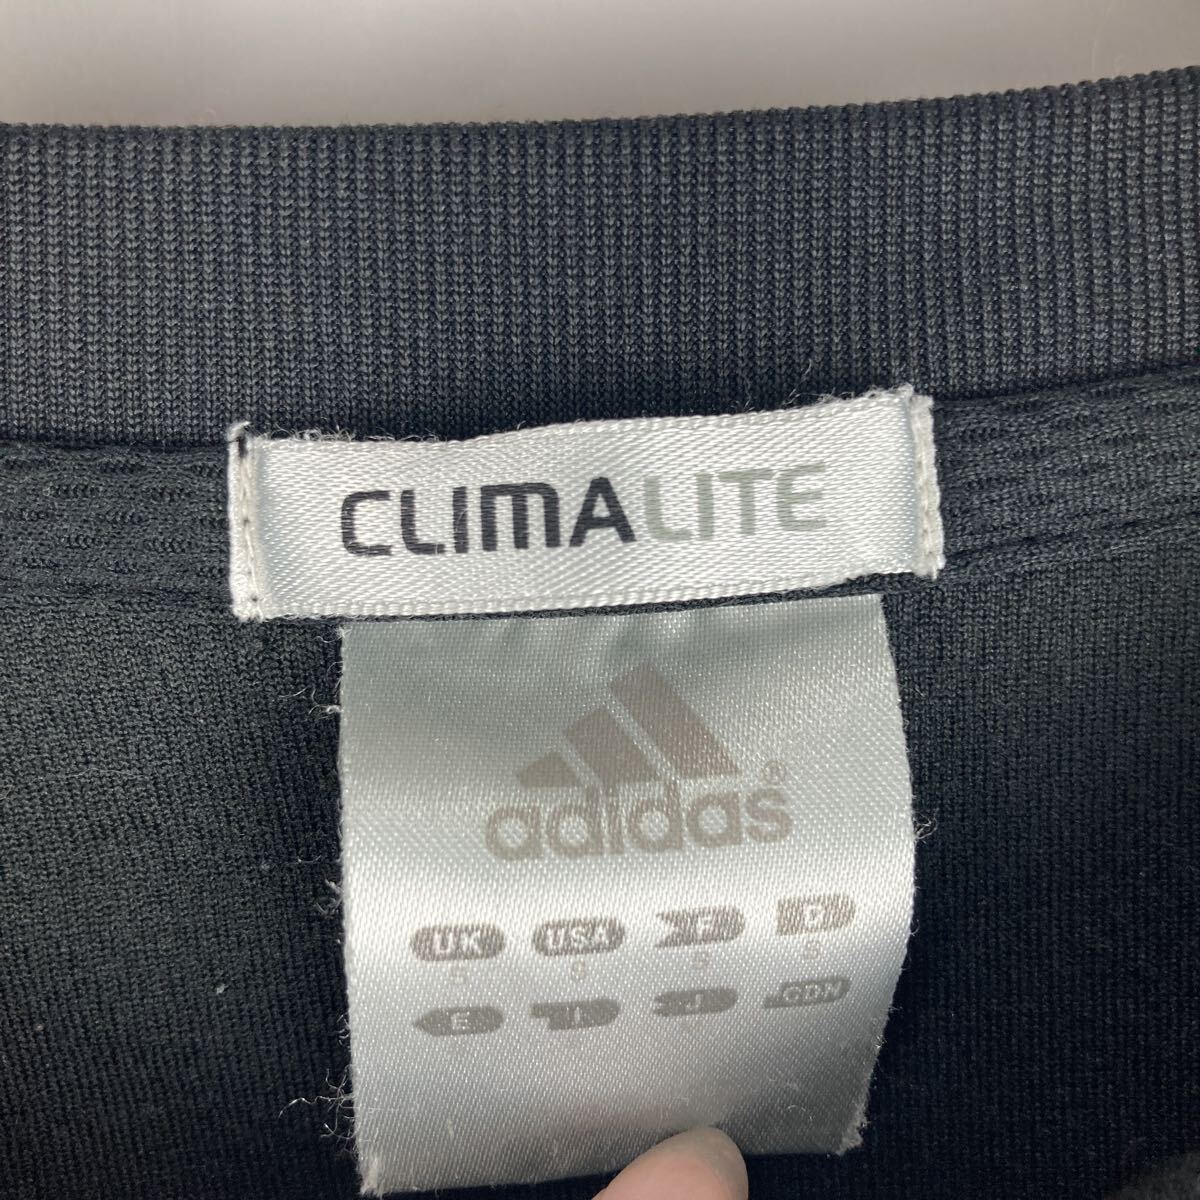 CLIMALITE
adidas®
UK USA F D
S S S S
E I J CDN